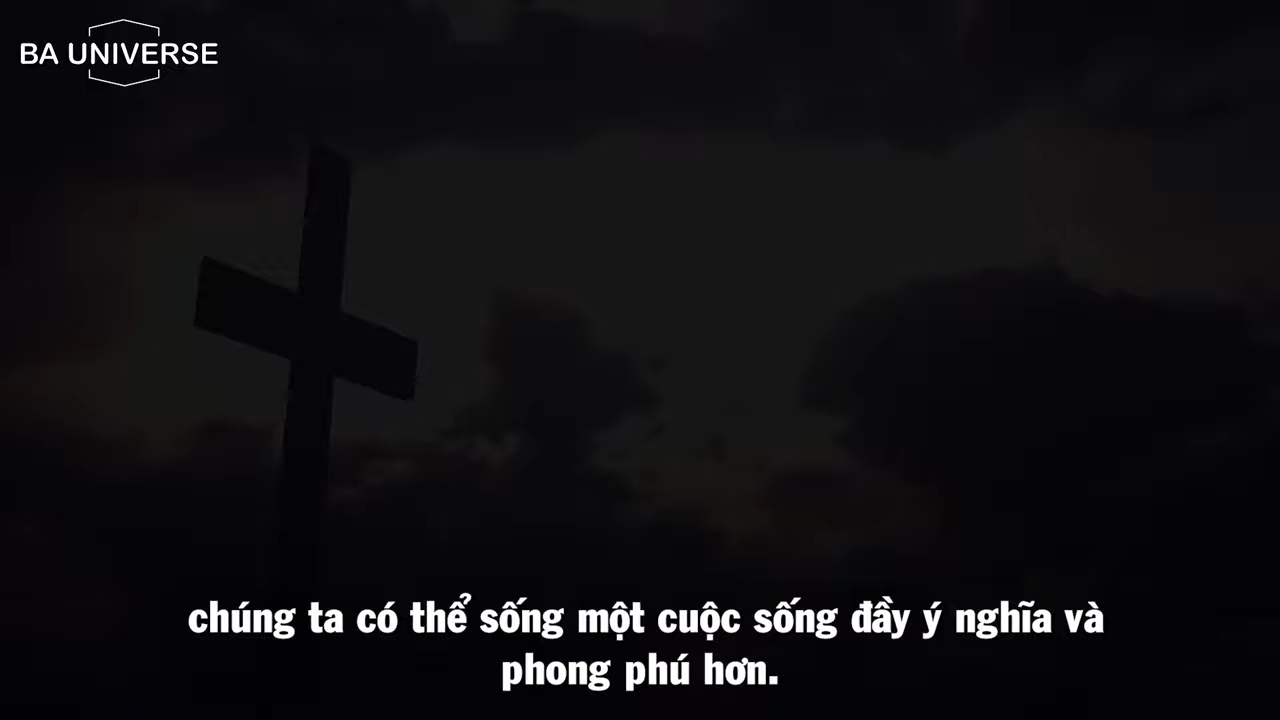 BA UNIVERSE
chúng ta có thể sống một cuộc sống đầy ý nghĩa và
phong phú hơn.